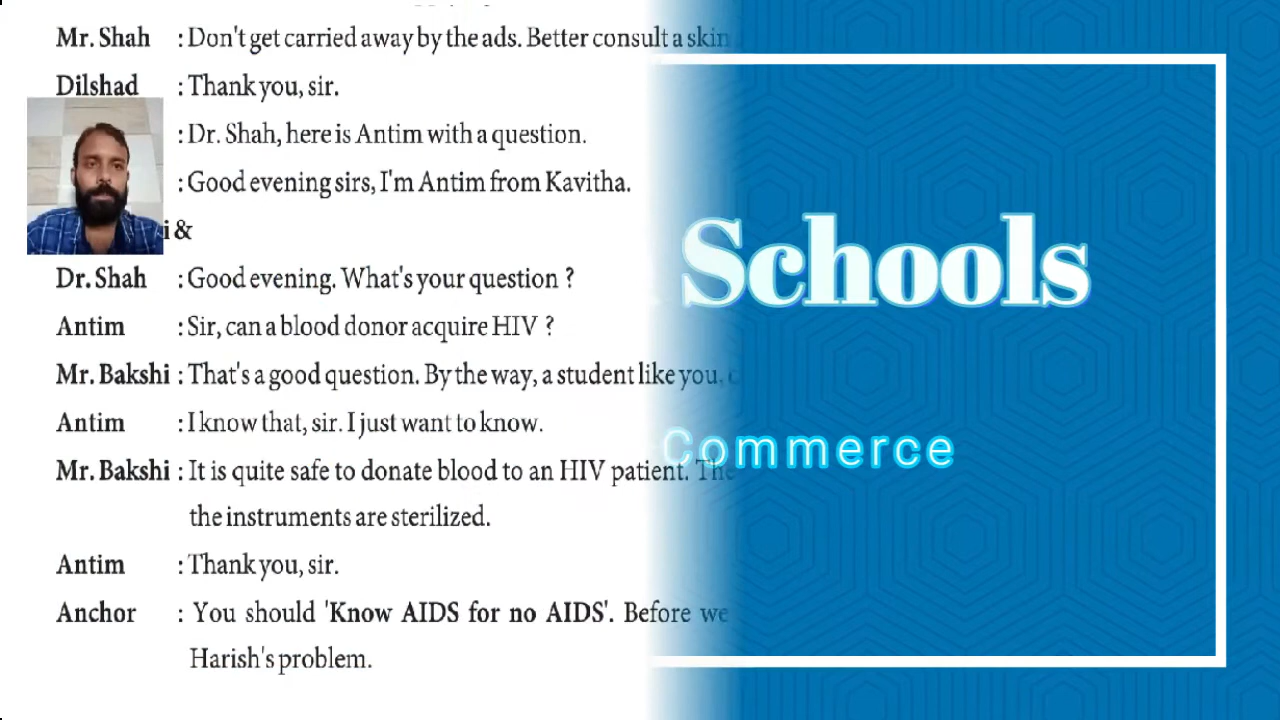 Mr. Shah : Don't get carried away by the ads. Better consult a skin
Dilshad : Thank you, sir.
: Dr. Shah, here is Antim with a question.
: Good evening sirs, I'm Antim from Kavitha.
i &
Dr. Shah : Good evening. What's your question ?
Antim : Sir, can a blood donor acquire HIV ?
Mr. Bakshi : That's a good question. By the way, a student like you,
Antim : I know that, sir. I just want to know.
Mr. Bakshi : It is quite safe to donate blood to an HIV patient. The
the instruments are sterilized.
Antim : Thank you, sir.
Anchor : You should 'Know AIDS for no AIDS'. Before we
Harish's problem.
Schools
Commerce